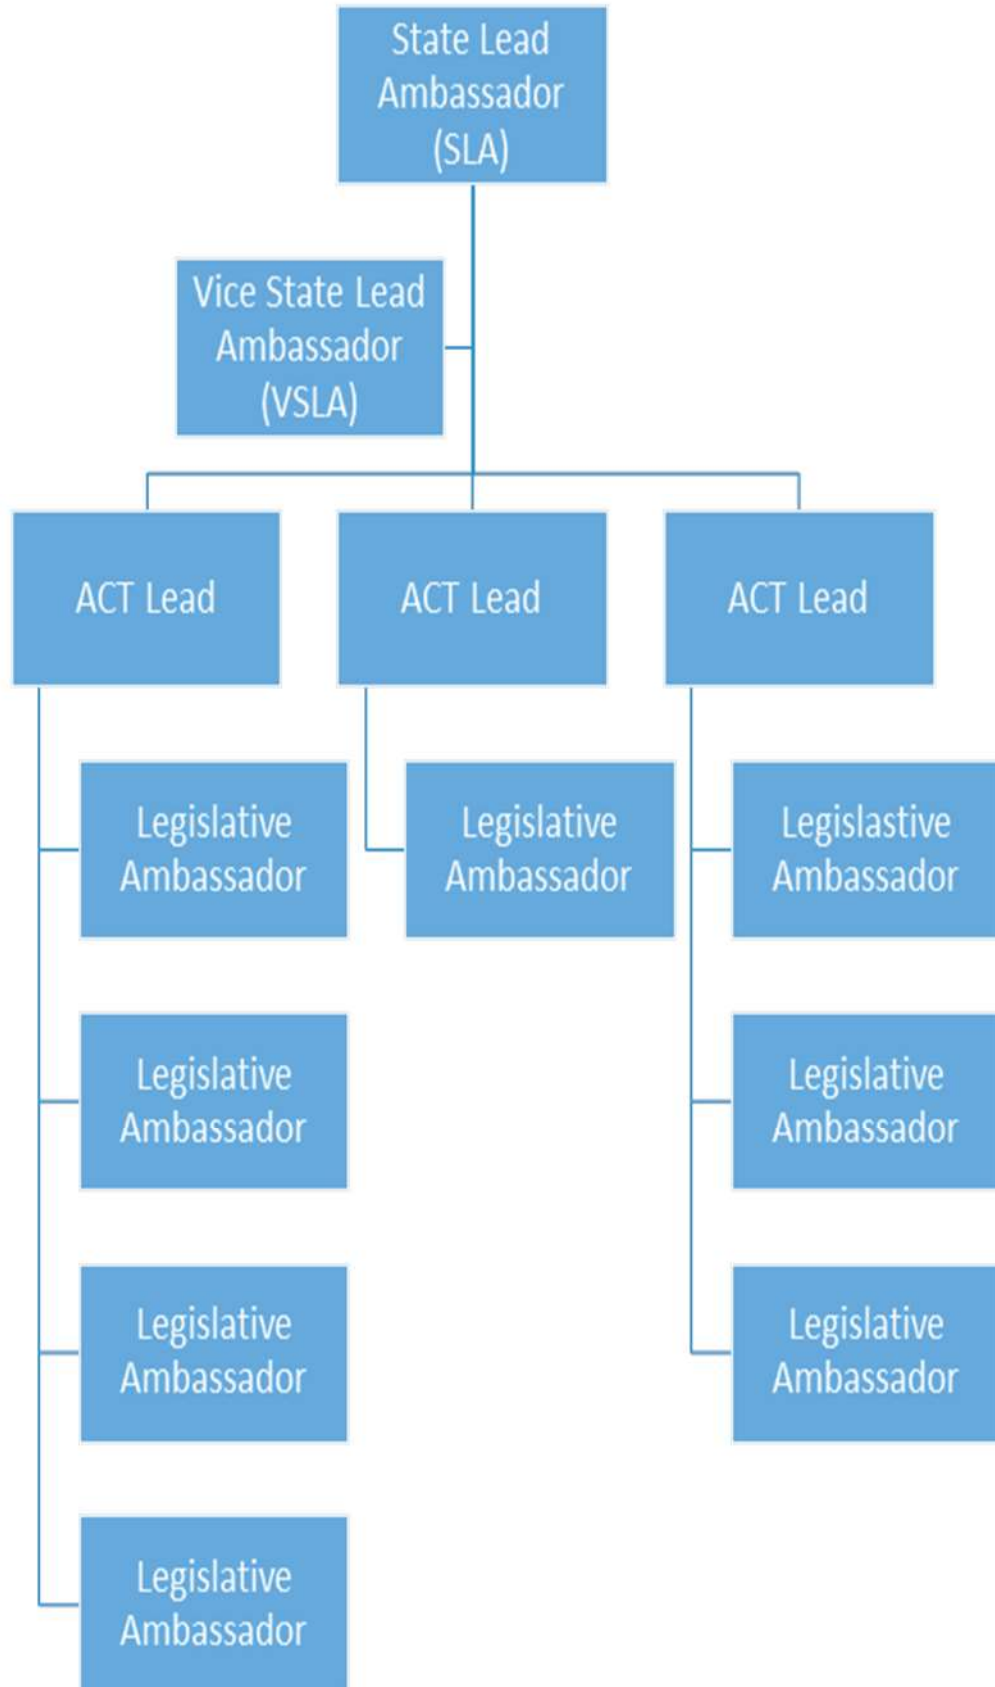 State Lead
Ambassador
(SLA)
Vice State Lead
Ambassador
(VSLA)
ACT Lead
ACT Lead
ACT Lead
Legislative
Ambassador
Legislative
Ambassador
Legislastive
Ambassador
Legislative
Ambassador
Legislative
Ambassador
Legislative
Ambassador
Legislative
Ambassador
Legislative
Ambassador